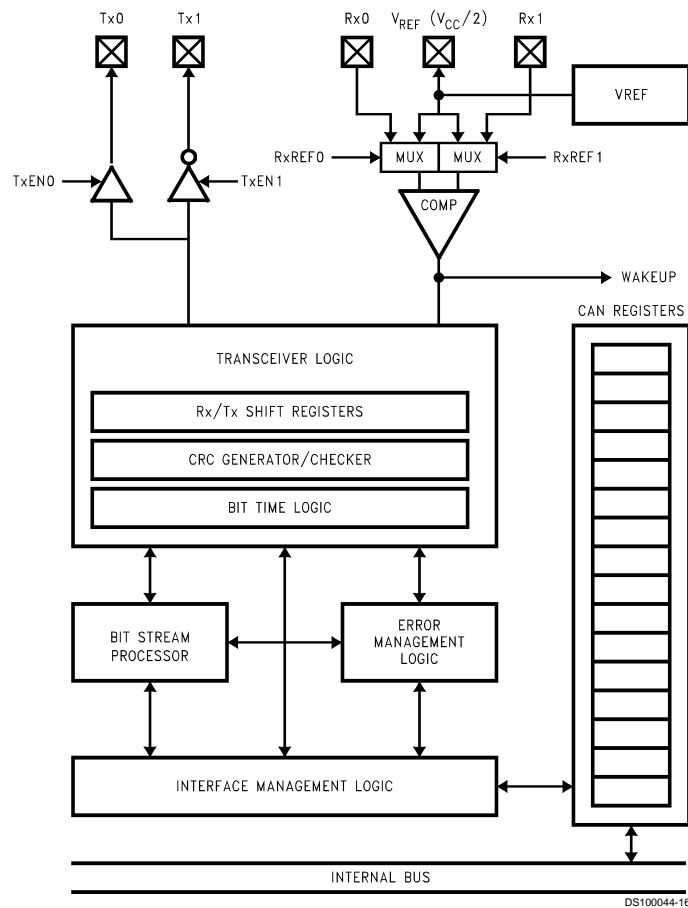 Tx0 Tx1 Rx0 VREF (VCC/2) Rx1
VREF
RxREF0 MUX MUX RxREF1
TxEN0 TxEN1
COMP
WAKEUP
CAN REGISTERS
TRANSCEIVER LOGIC
Rx/Tx SHIFT REGISTERS
CRC GENERATOR/CHECKER
BIT TIME LOGIC
BIT STREAM
PROCESSOR
ERROR
MANAGEMENT
LOGIC
INTERFACE MANAGEMENT LOGIC
INTERNAL BUS
DS100044-16